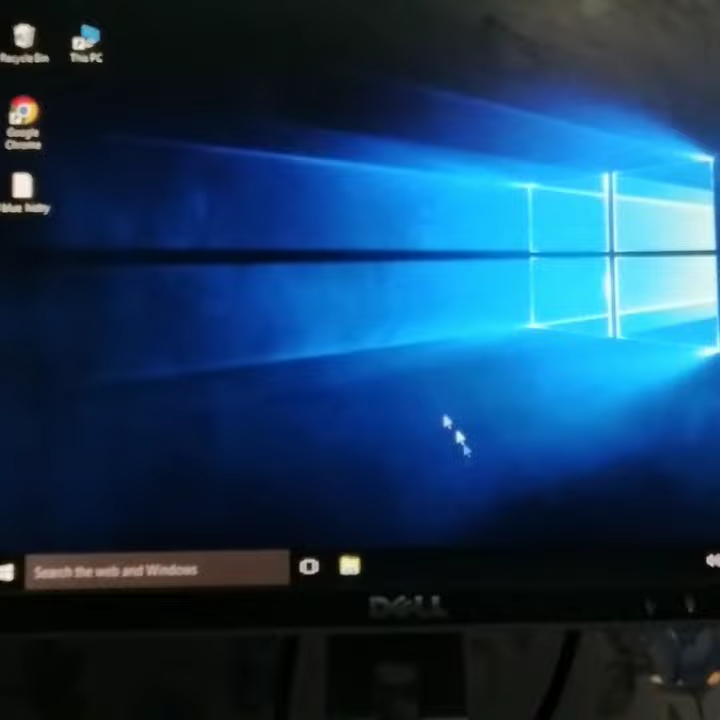 Recycle Bin
This PC
Google
Chrome
Search the web and Windows
DELL